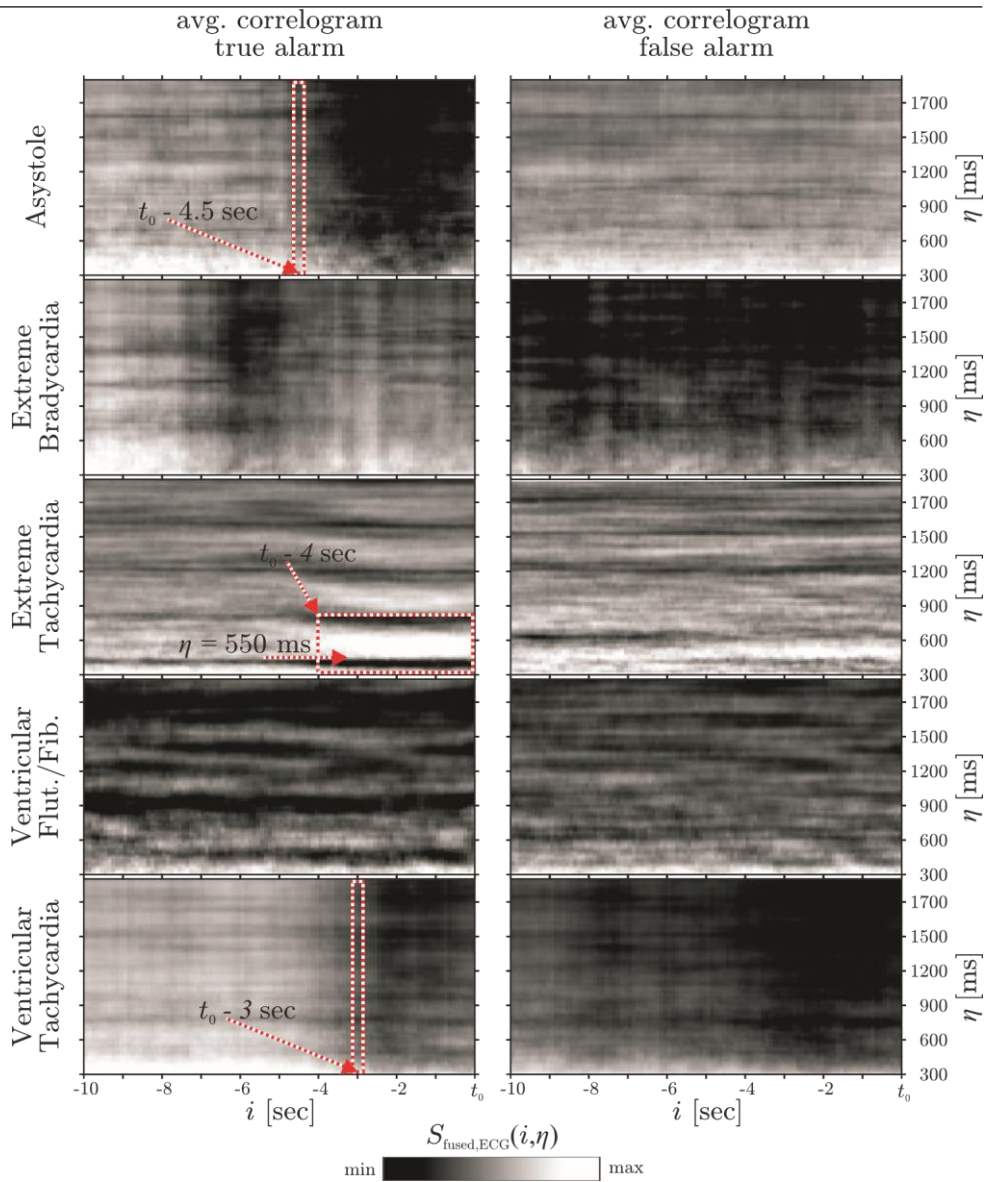 avg. correlogram
true alarm
avg. correlogram
false alarm
Asystole
t₀ - 4.5 sec
1700
1500
1200
900
600
300
η [ms]
Extreme
Bradycardia
1700
1500
1200
900
600
300
η [ms]
Extreme
Tachycardia
t₀ - 4 sec
η = 550 ms
1700
1500
1200
900
600
300
η [ms]
Ventricular
Flut./Fib.
1700
1500
1200
900
600
300
η [ms]
Ventricular
Tachycardia
t₀ - 3 sec
1700
1500
1200
900
600
300
η [ms]
-10 -8 -6 -4 -2 t₀
i [sec]
-10 -8 -6 -4 -2 t₀
i [sec]
S fused,ECG (i,η)
min max